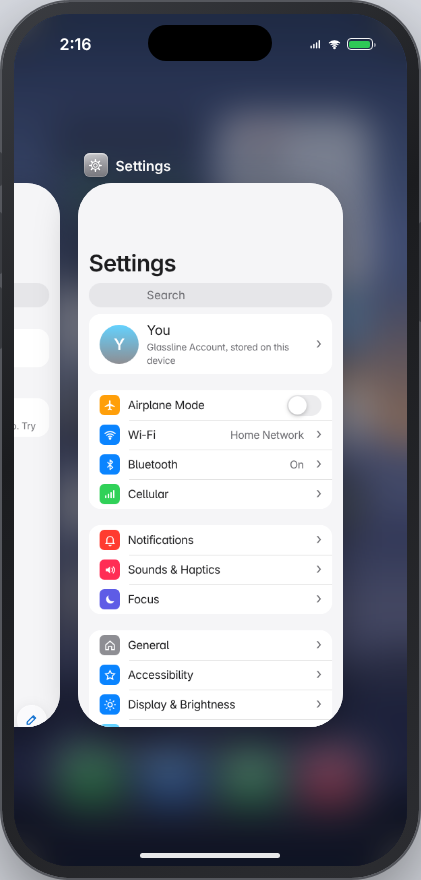 2:16
Settings
Settings
Search
Y
You
Glassline Account, stored on this
device
Airplane Mode
Wi-Fi Home Network
Bluetooth On
Cellular
Notifications
Sounds & Haptics
Focus
o. Try
General
Accessibility
Display & Brightness